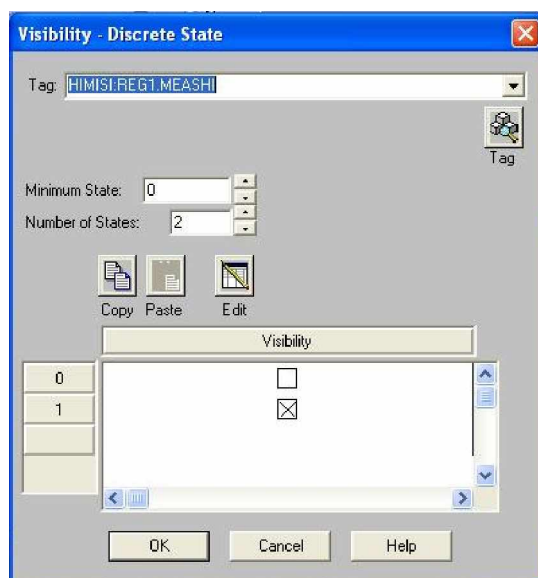 Visibility - Discrete State
Tag: HIMISI:REG1.MEASHI
Tag
Minimum State: 0
Number of States: 2
Copy Paste Edit
Visibility
0
1
OK Cancel Help